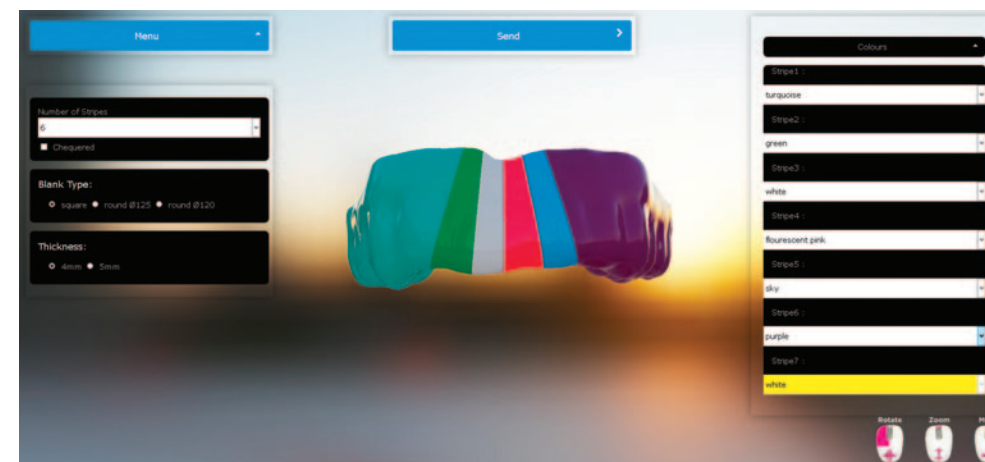 Menu
Send
Number of Stripes
6
Chequered
Blank Type:
square round Ø125 round Ø120
Thickness:
4mm 5mm
Colours
Stripe1 :
turquoise
Stripe2 :
green
Stripe3 :
white
Stripe4 :
flourescent pink
Stripe5 :
sky
Stripe6 :
purple
Stripe7 :
white
Rotate Zoom M